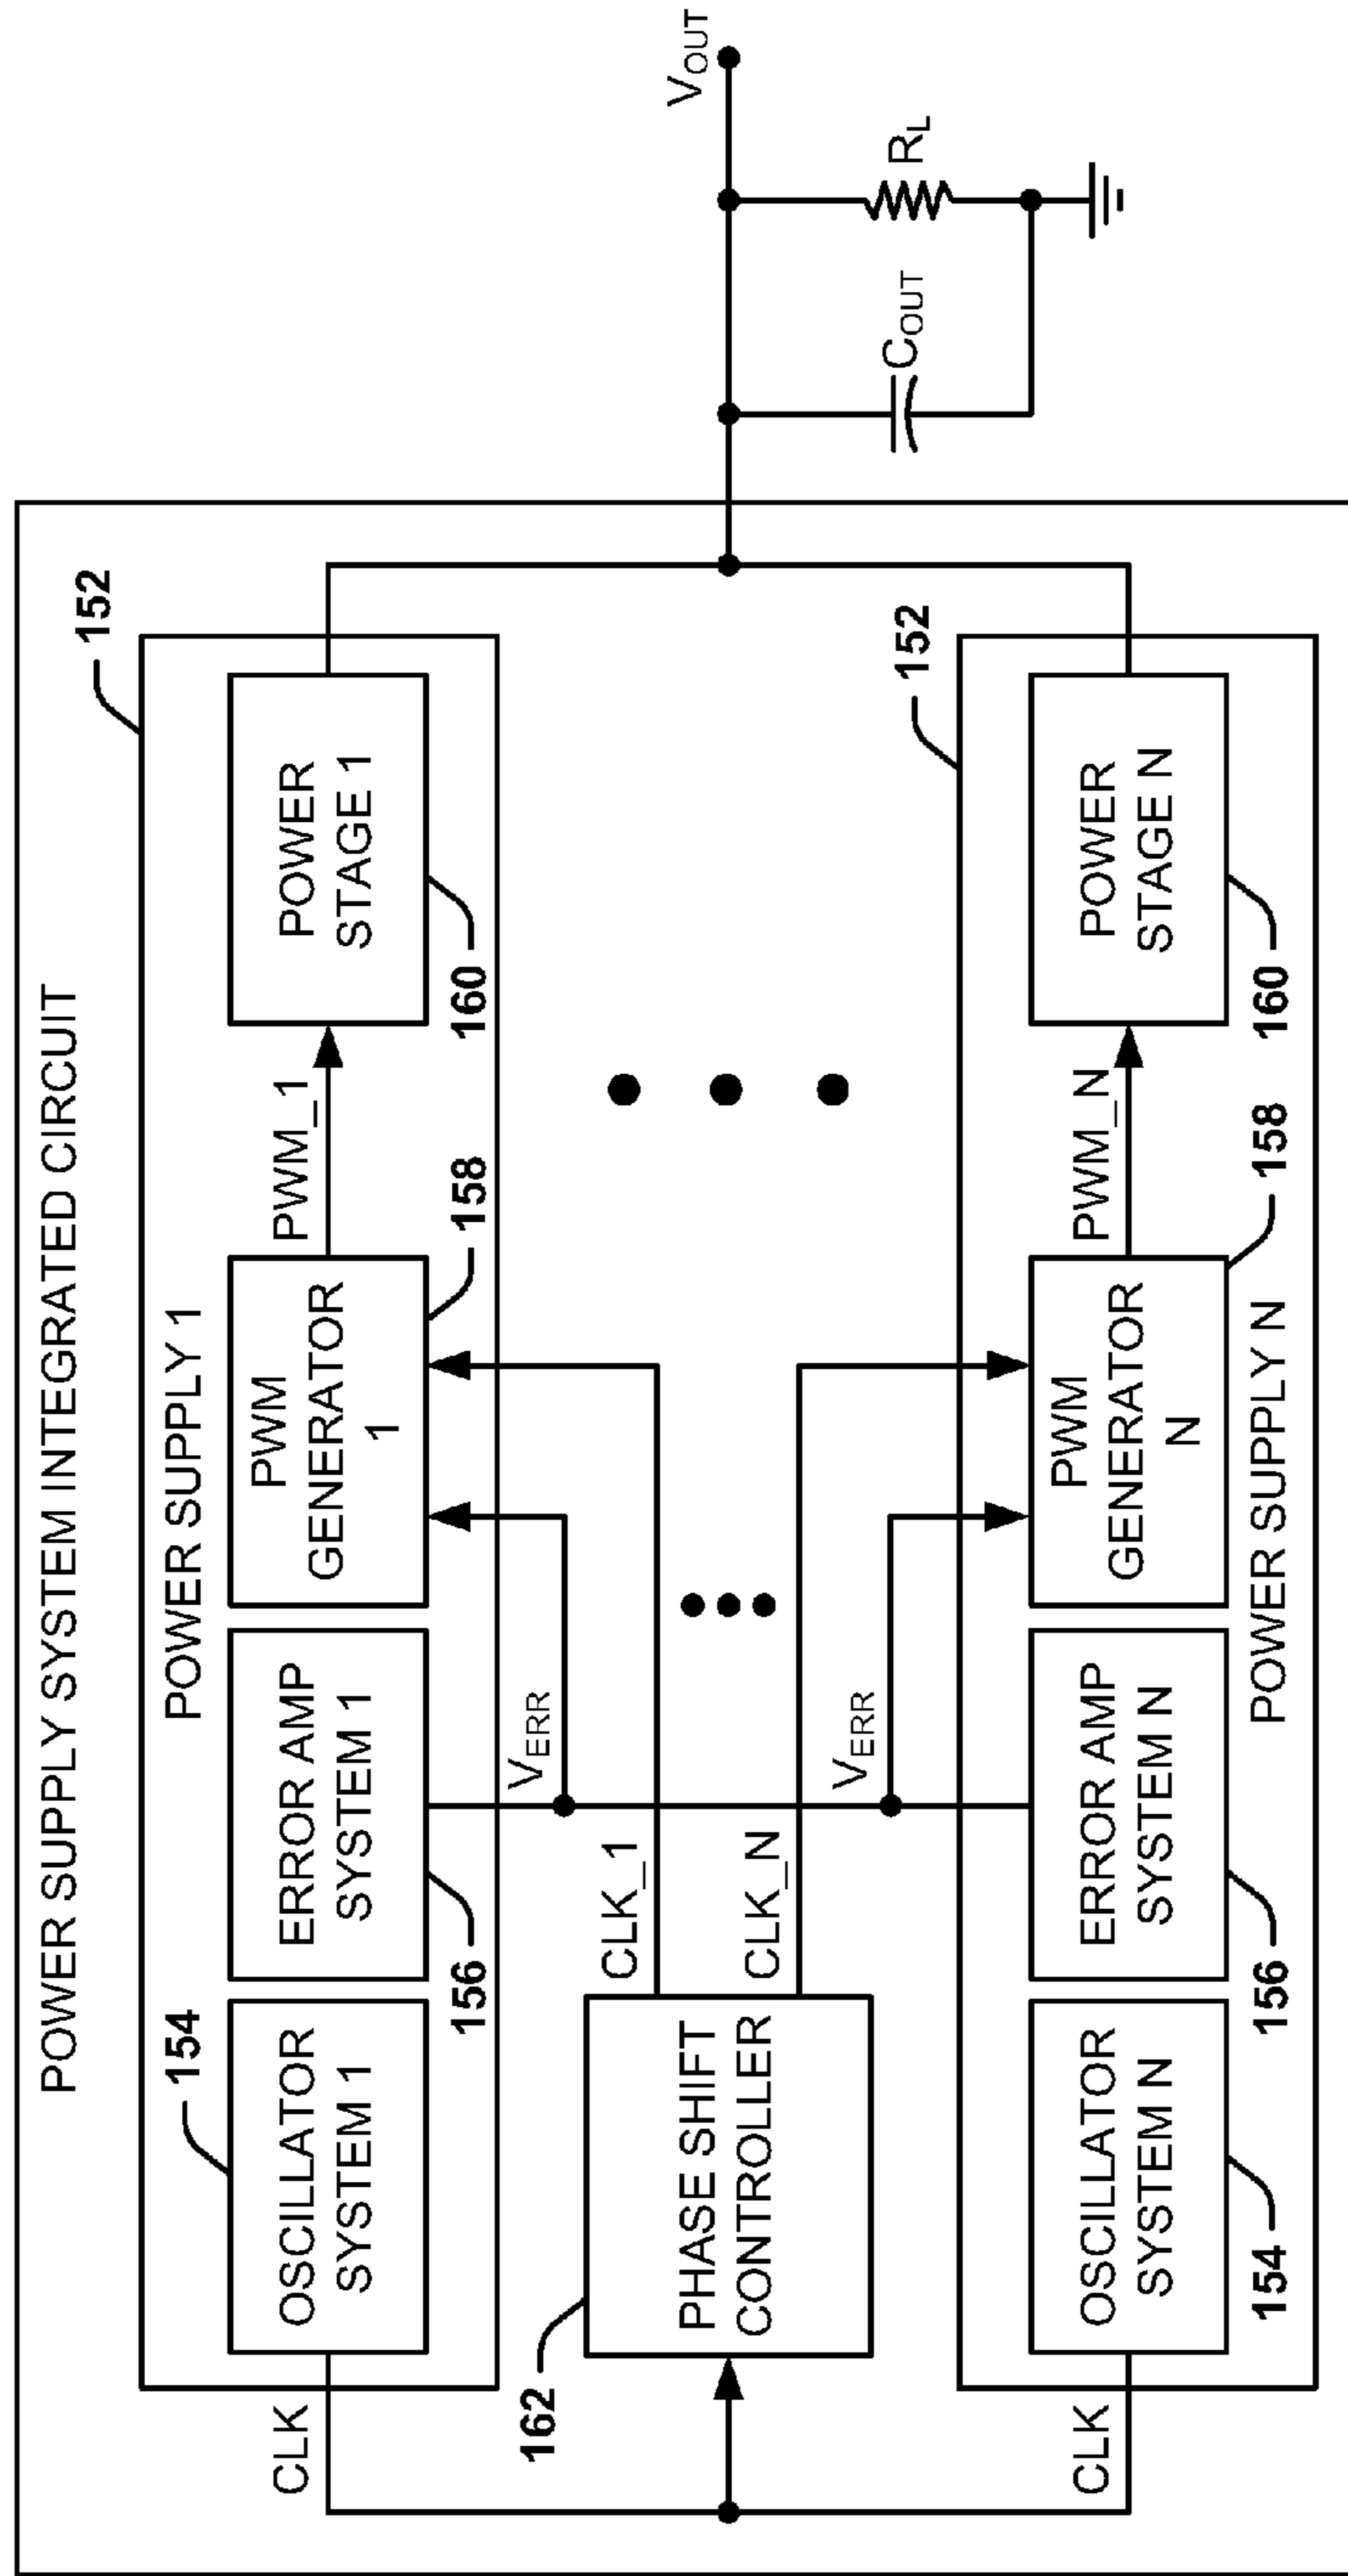 POWER SUPPLY SYSTEM INTEGRATED CIRCUIT
152
POWER SUPPLY 1
154
CLK
OSCILLATOR
SYSTEM 1
ERROR AMP
SYSTEM 1
PWM
GENERATOR
1
PWM_1
POWER
STAGE 1
156
158
160
VERR
CLK_1
162
PHASE SHIFT
CONTROLLER
CLK_N
VERR
VOUT
COUT
RL
152
CLK
OSCILLATOR
SYSTEM N
ERROR AMP
SYSTEM N
PWM
GENERATOR
N
PWM_N
POWER
STAGE N
154
156
158
160
POWER SUPPLY N